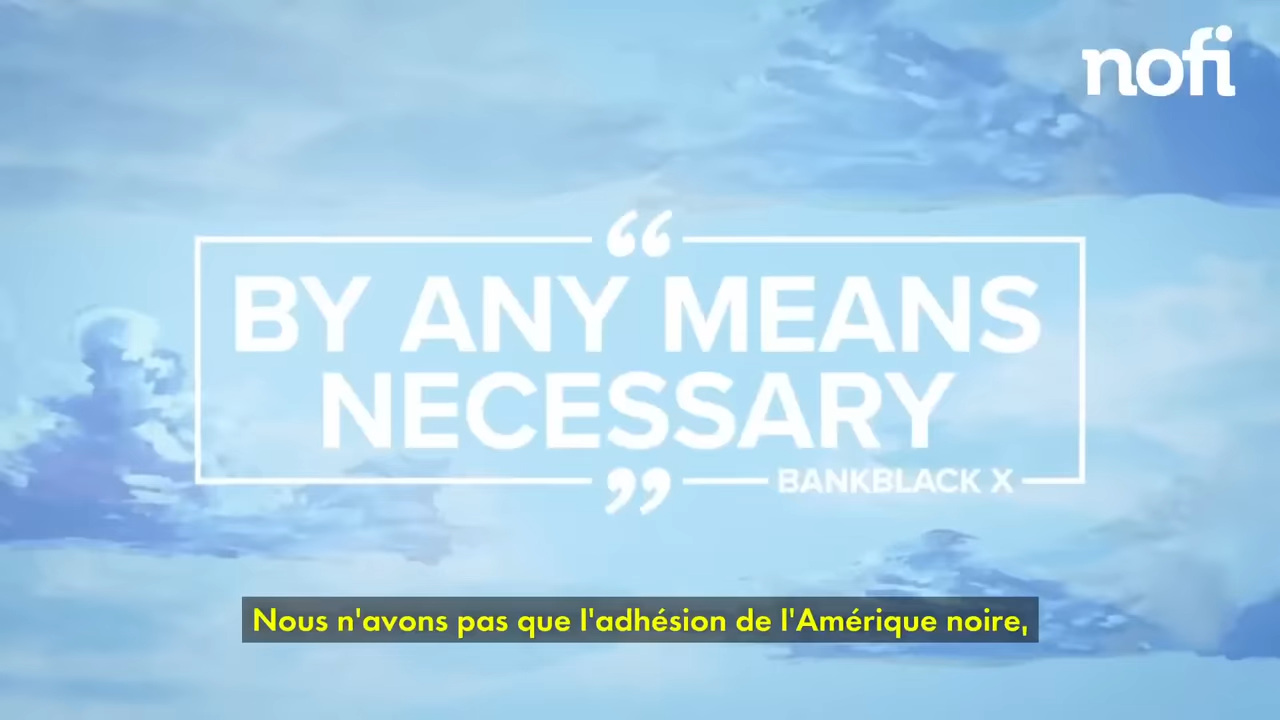 nofi
“
BY ANY MEANS
NECESSARY
”
BANKBLACK X
Nous n'avons pas que l'adhésion de l'Amérique noire,